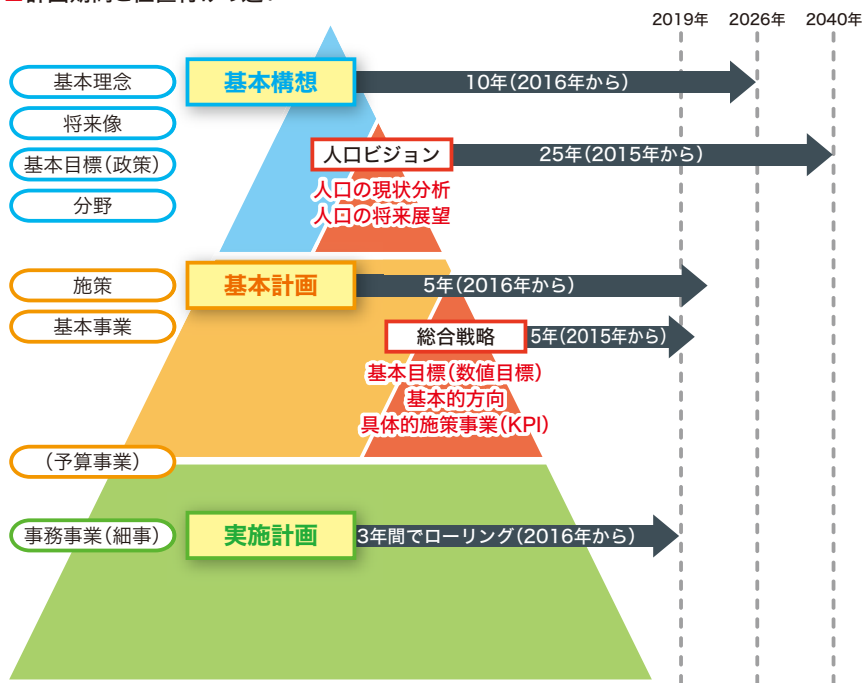 2019年 2026年 2040年
基本理念
基本構想
10年(2016年から)
将来像
基本目標(政策)
人口ビジョン
25年(2015年から)
人口の現状分析
人口の将来展望
分野
施策
基本計画
5年(2016年から)
基本事業
総合戦略
5年(2015年から)
基本目標(数値目標)
基本的方向
具体的施策事業(KPI)
(予算事業)
事務事業(細事)
実施計画
3年間でローリング(2016年から)